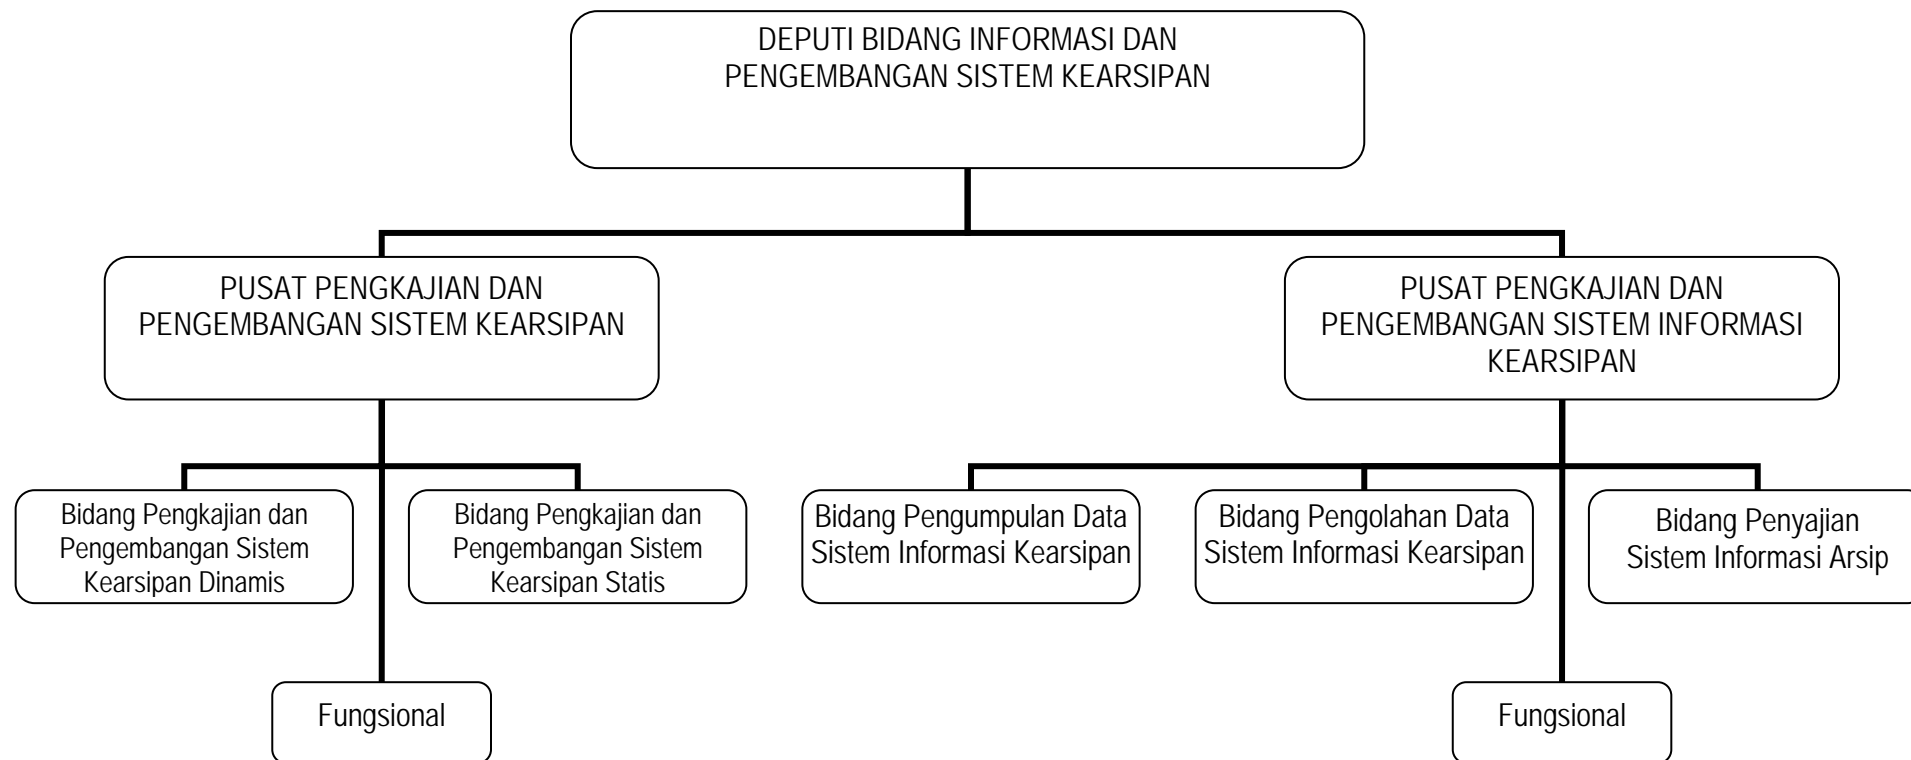 DEPUTI BIDANG INFORMASI DAN
PENGEMBANGAN SISTEM KEARSIPAN
PUSAT PENGKAJIAN DAN
PENGEMBANGAN SISTEM KEARSIPAN
PUSAT PENGKAJIAN DAN
PENGEMBANGAN SISTEM INFORMASI
KEARSIPAN
Bidang Pengkajian dan
Pengembangan Sistem
Kearsipan Dinamis
Bidang Pengkajian dan
Pengembangan Sistem
Kearsipan Statis
Bidang Pengumpulan Data
Sistem Informasi Kearsipan
Bidang Pengolahan Data
Sistem Informasi Kearsipan
Bidang Penyajian
Sistem Informasi Arsip
Fungsional
Fungsional